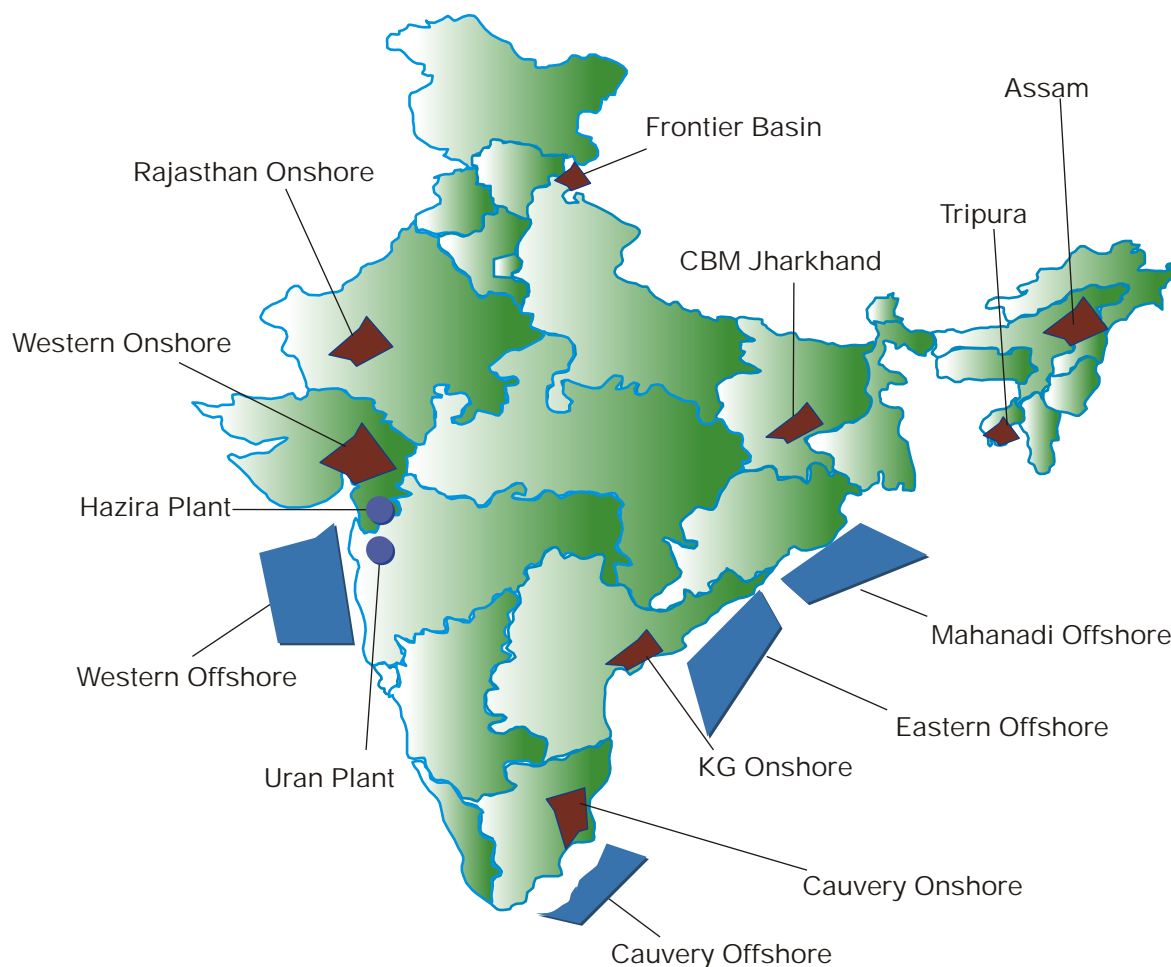 Assam
Frontier Basin
Rajasthan Onshore
Tripura
CBM Jharkhand
Western Onshore
Hazira Plant
Mahanadi Offshore
Western Offshore
Eastern Offshore
KG Onshore
Uran Plant
Cauvery Onshore
Cauvery Offshore